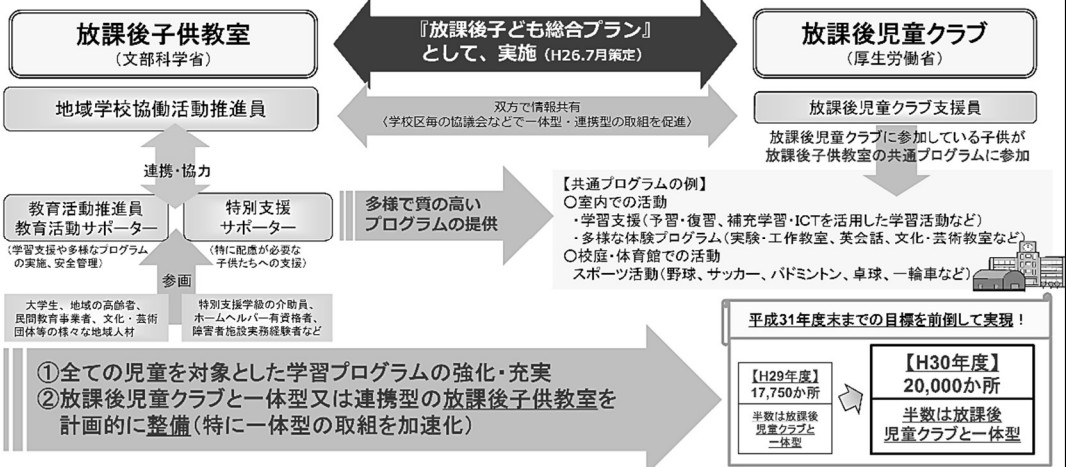 放課後子供教室
（文部科学省）
『放課後子ども総合プラン』
として、実施（H26.7月策定）
放課後児童クラブ
（厚生労働省）
地域学校協働活動推進員
双方で情報共有
〈学校区毎の協議会などで一体型・連携型の取組を促進〉
放課後児童クラブ支援員
放課後児童クラブに参加している子供が
放課後子供教室の共通プログラムに参加
連携・協力
教育活動推進員
教育活動サポーター
（学習支援や多様なプログラム
の実施、安全管理）
特別支援
サポーター
（特に配慮が必要な
子供たちへの支援）
多様で質の高い
プログラムの提供
【共通プログラムの例】
〇室内での活動
・学習支援（予習・復習、補充学習・ICTを活用した学習活動など）
・多様な体験プログラム（実験・工作教室、英会話、文化・芸術教室など）
〇校庭・体育館での活動
スポーツ活動（野球、サッカー、バドミントン、卓球、一輪車など）
参画
大学生、地域の高齢者、
民間教育事業者、文化・芸術
団体等の様々な地域人材
特別支援学級の介助員、
ホームヘルパー有資格者、
障害者施設実務経験者など
①全ての児童を対象とした学習プログラムの強化・充実
②放課後児童クラブと一体型又は連携型の放課後子供教室を
計画的に整備（特に一体型の取組を加速化）
平成31年度末までの目標を前倒して実現！
【H29年度】
17,750か所
半数は放課後
児童クラブと
一体型
【H30年度】
20,000か所
半数は放課後
児童クラブと一体型